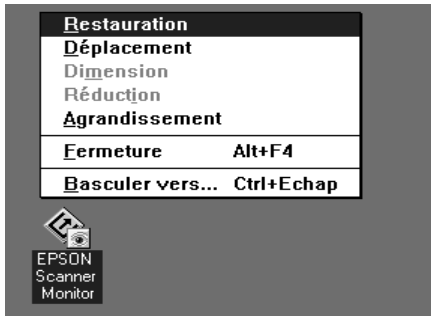 Restauration
Déplacement
Dimension
Réduction
Agrandissement
Fermeture Alt+F4
Basculer vers... Ctrl+Echap
EPSON
Scanner
Monitor